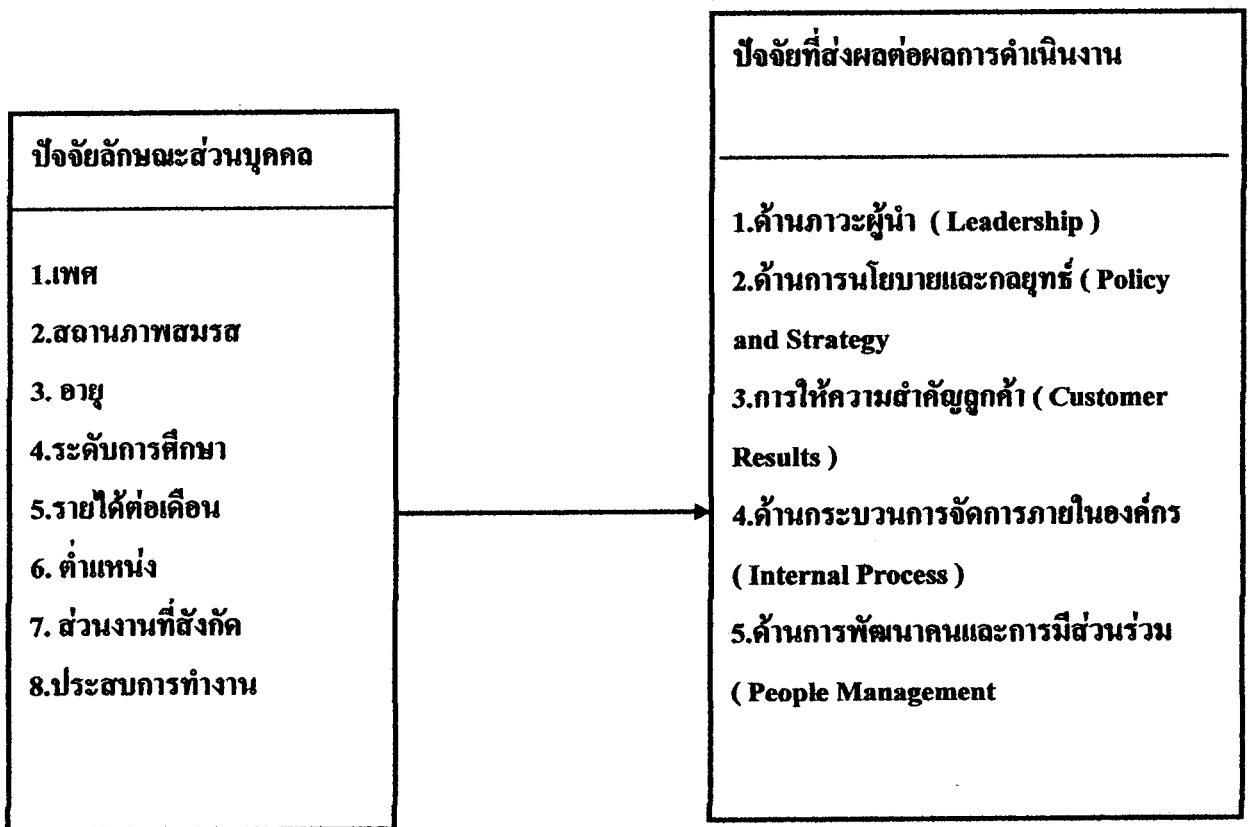 ปัจจัยลักษณะส่วนบุคคล
1.เพศ
2.สถานภาพสมรส
3. อายุ
4.ระดับการศึกษา
5.รายได้ต่อเดือน
6. ตำแหน่ง
7. ส่วนงานที่สังกัด
8.ประสบการทำงาน
ปัจจัยที่ส่งผลต่อผลการดำเนินงาน
1.ด้านภาวะผู้นำ ( Leadership )
2.ด้านการนโยบายและกลยุทธ์ ( Policy
and Strategy
3.การให้ความสำคัญลูกค้า ( Customer
Results )
4.ด้านกระบวนการจัดการภายในองค์กร
( Internal Process )
5.ด้านการพัฒนาคนและการมีส่วนร่วม
( People Management